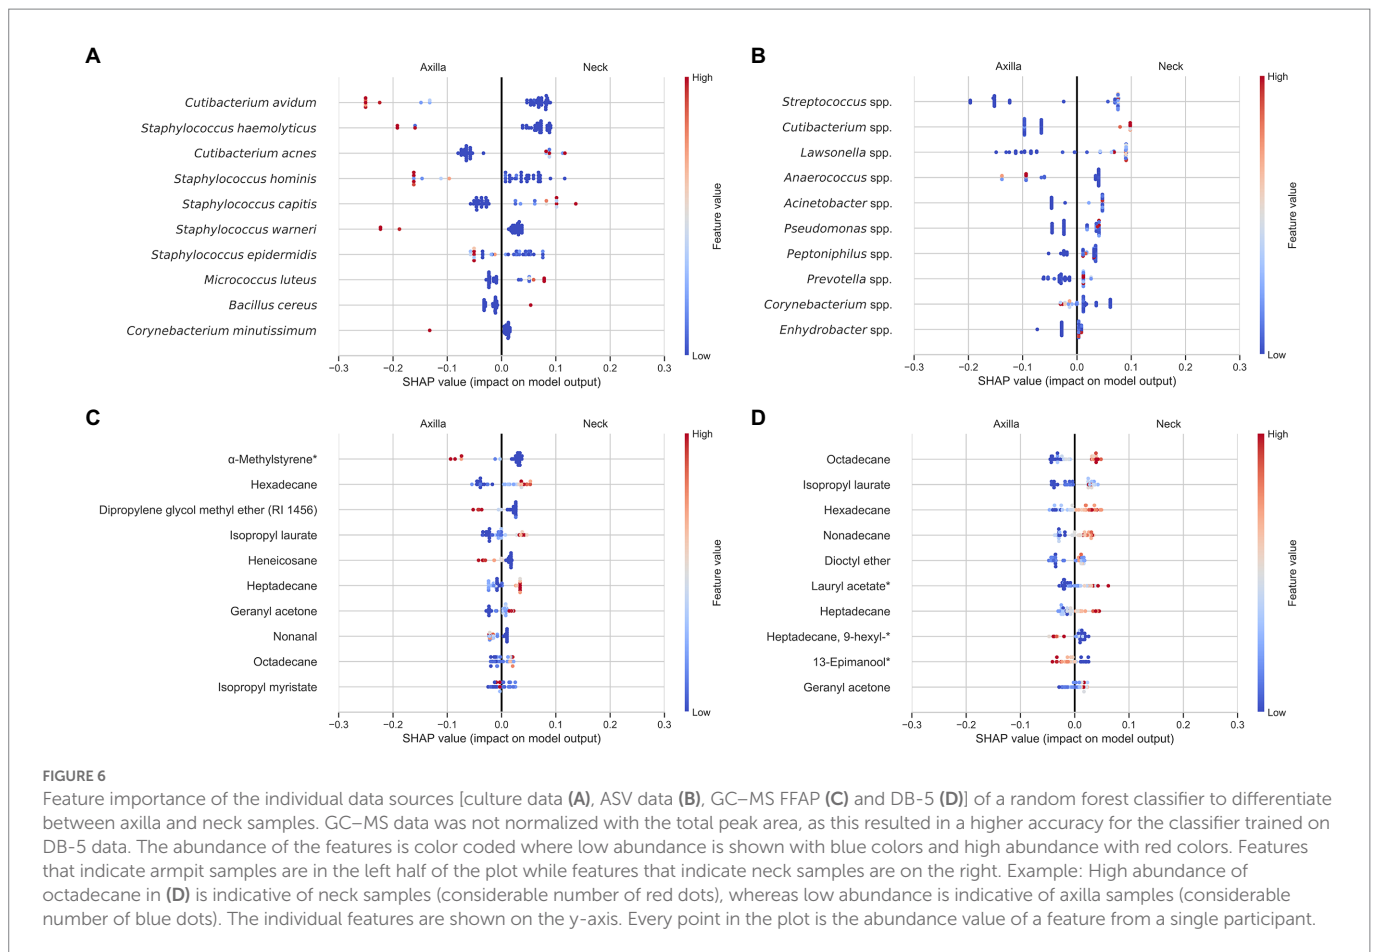 A
Axilla
Neck
High
Cutibacterium avidum
Staphylococcus haemolyticus
Cutibacterium acnes
Staphylococcus hominis
Staphylococcus capitis
Staphylococcus warneri
Staphylococcus epidermidis
Micrococcus luteus
Bacillus cereus
Corynebacterium minutissimum
Feature value
Low
−0.3 −0.2 −0.1 0.0 0.1 0.2 0.3
SHAP value (impact on model output)
B
Axilla
Neck
High
Streptococcus spp.
Cutibacterium spp.
Lawsonella spp.
Anaerococcus spp.
Acinetobacter spp.
Pseudomonas spp.
Peptoniphilus spp.
Prevotella spp.
Corynebacterium spp.
Enhydrobacter spp.
Feature value
Low
−0.3 −0.2 −0.1 0.0 0.1 0.2 0.3
SHAP value (impact on model output)
C
Axilla
Neck
High
α-Methylstyrene*
Hexadecane
Dipropylene glycol methyl ether (RI 1456)
Isopropyl laurate
Heneicosane
Heptadecane
Geranyl acetone
Nonanal
Octadecane
Isopropyl myristate
Feature value
Low
−0.3 −0.2 −0.1 0.0 0.1 0.2 0.3
SHAP value (impact on model output)
D
Axilla
Neck
High
Octadecane
Isopropyl laurate
Hexadecane
Nonadecane
Dioctyl ether
Lauryl acetate*
Heptadecane
Heptadecane, 9-hexyl-*
13-Epimanool*
Geranyl acetone
Feature value
Low
−0.3 −0.2 −0.1 0.0 0.1 0.2 0.3
SHAP value (impact on model output)
FIGURE 6
Feature importance of the individual data sources [culture data (A), ASV data (B), GC–MS FFAP (C) and DB-5 (D)] of a random forest classifier to differentiate
between axilla and neck samples. GC–MS data was not normalized with the total peak area, as this resulted in a higher accuracy for the classifier trained on
DB-5 data. The abundance of the features is color coded where low abundance is shown with blue colors and high abundance with red colors. Features
that indicate armpit samples are in the left half of the plot while features that indicate neck samples are on the right. Example: High abundance of
octadecane in (D) is indicative of neck samples (considerable number of red dots), whereas low abundance is indicative of axilla samples (considerable
number of blue dots). The individual features are shown on the y-axis. Every point in the plot is the abundance value of a feature from a single participant.